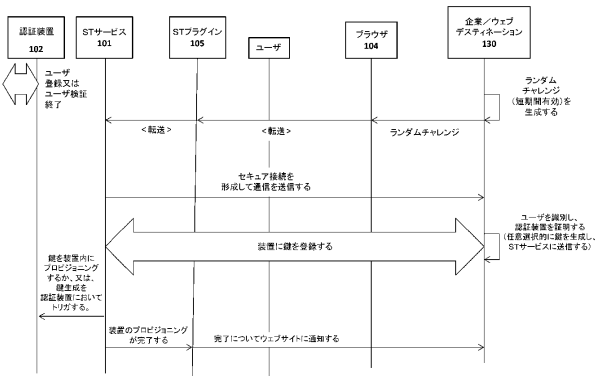 認証装置
102
STサービス
101
STプラグイン
105
ユーザ
ブラウザ
104
企業／ウェブ
デスティネーション
130
ユーザ
登録又は
ユーザ検証
終了
ランダム
チャレンジ
（短期間有効）を
生成する
＜転送＞
＜転送＞
ランダムチャレンジ
セキュア接続を
形成して通信を送信する
ユーザを識別し、
認証装置を証明する
（任意選択的に鍵を生成し、
STサービスに送信する）
装置に鍵を登録する
鍵を装置内に
プロビジョニング
するか、又は、
鍵生成を
認証装置において
トリガする。
装置のプロビジョニング
が完了する
完了についてウェブサイトに通知する